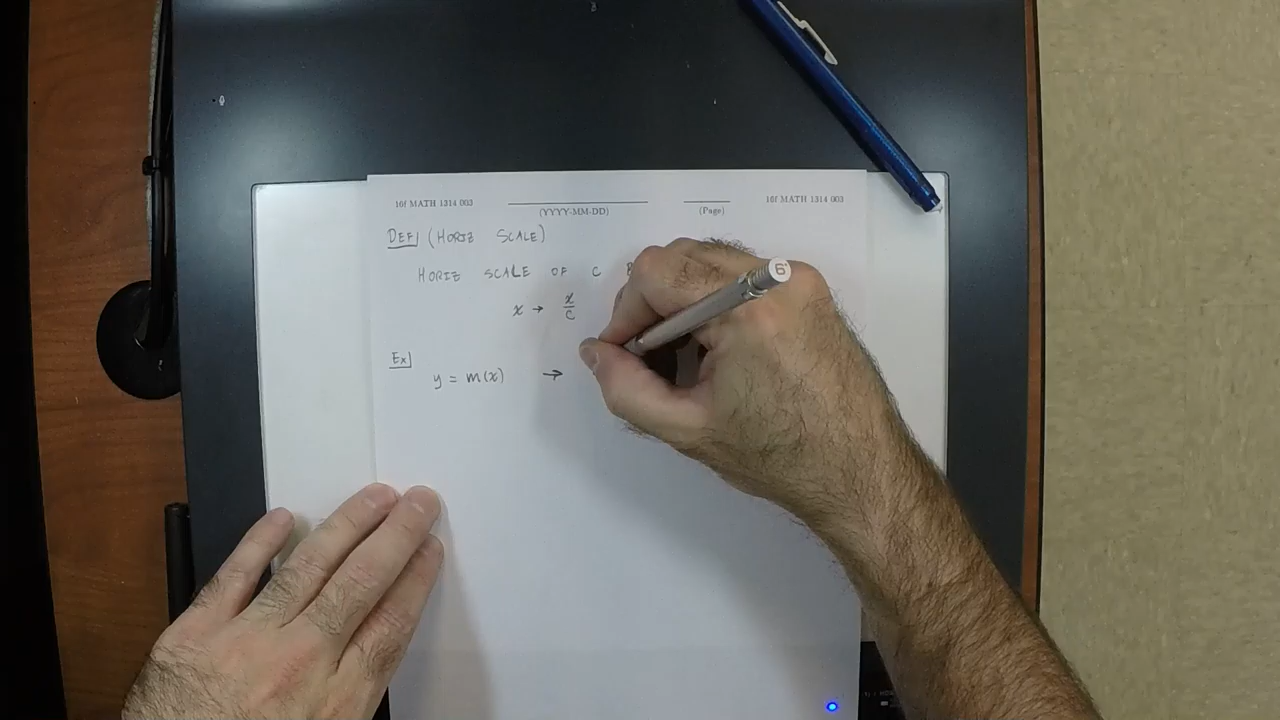 16f MATH 1314 003 (YYYY-MM-DD) (Page) 16f MATH 1314 003
DEF (HORIZ SCALE)
HORIZ SCALE OF C
x → x/c
Ex
y = m(x) →